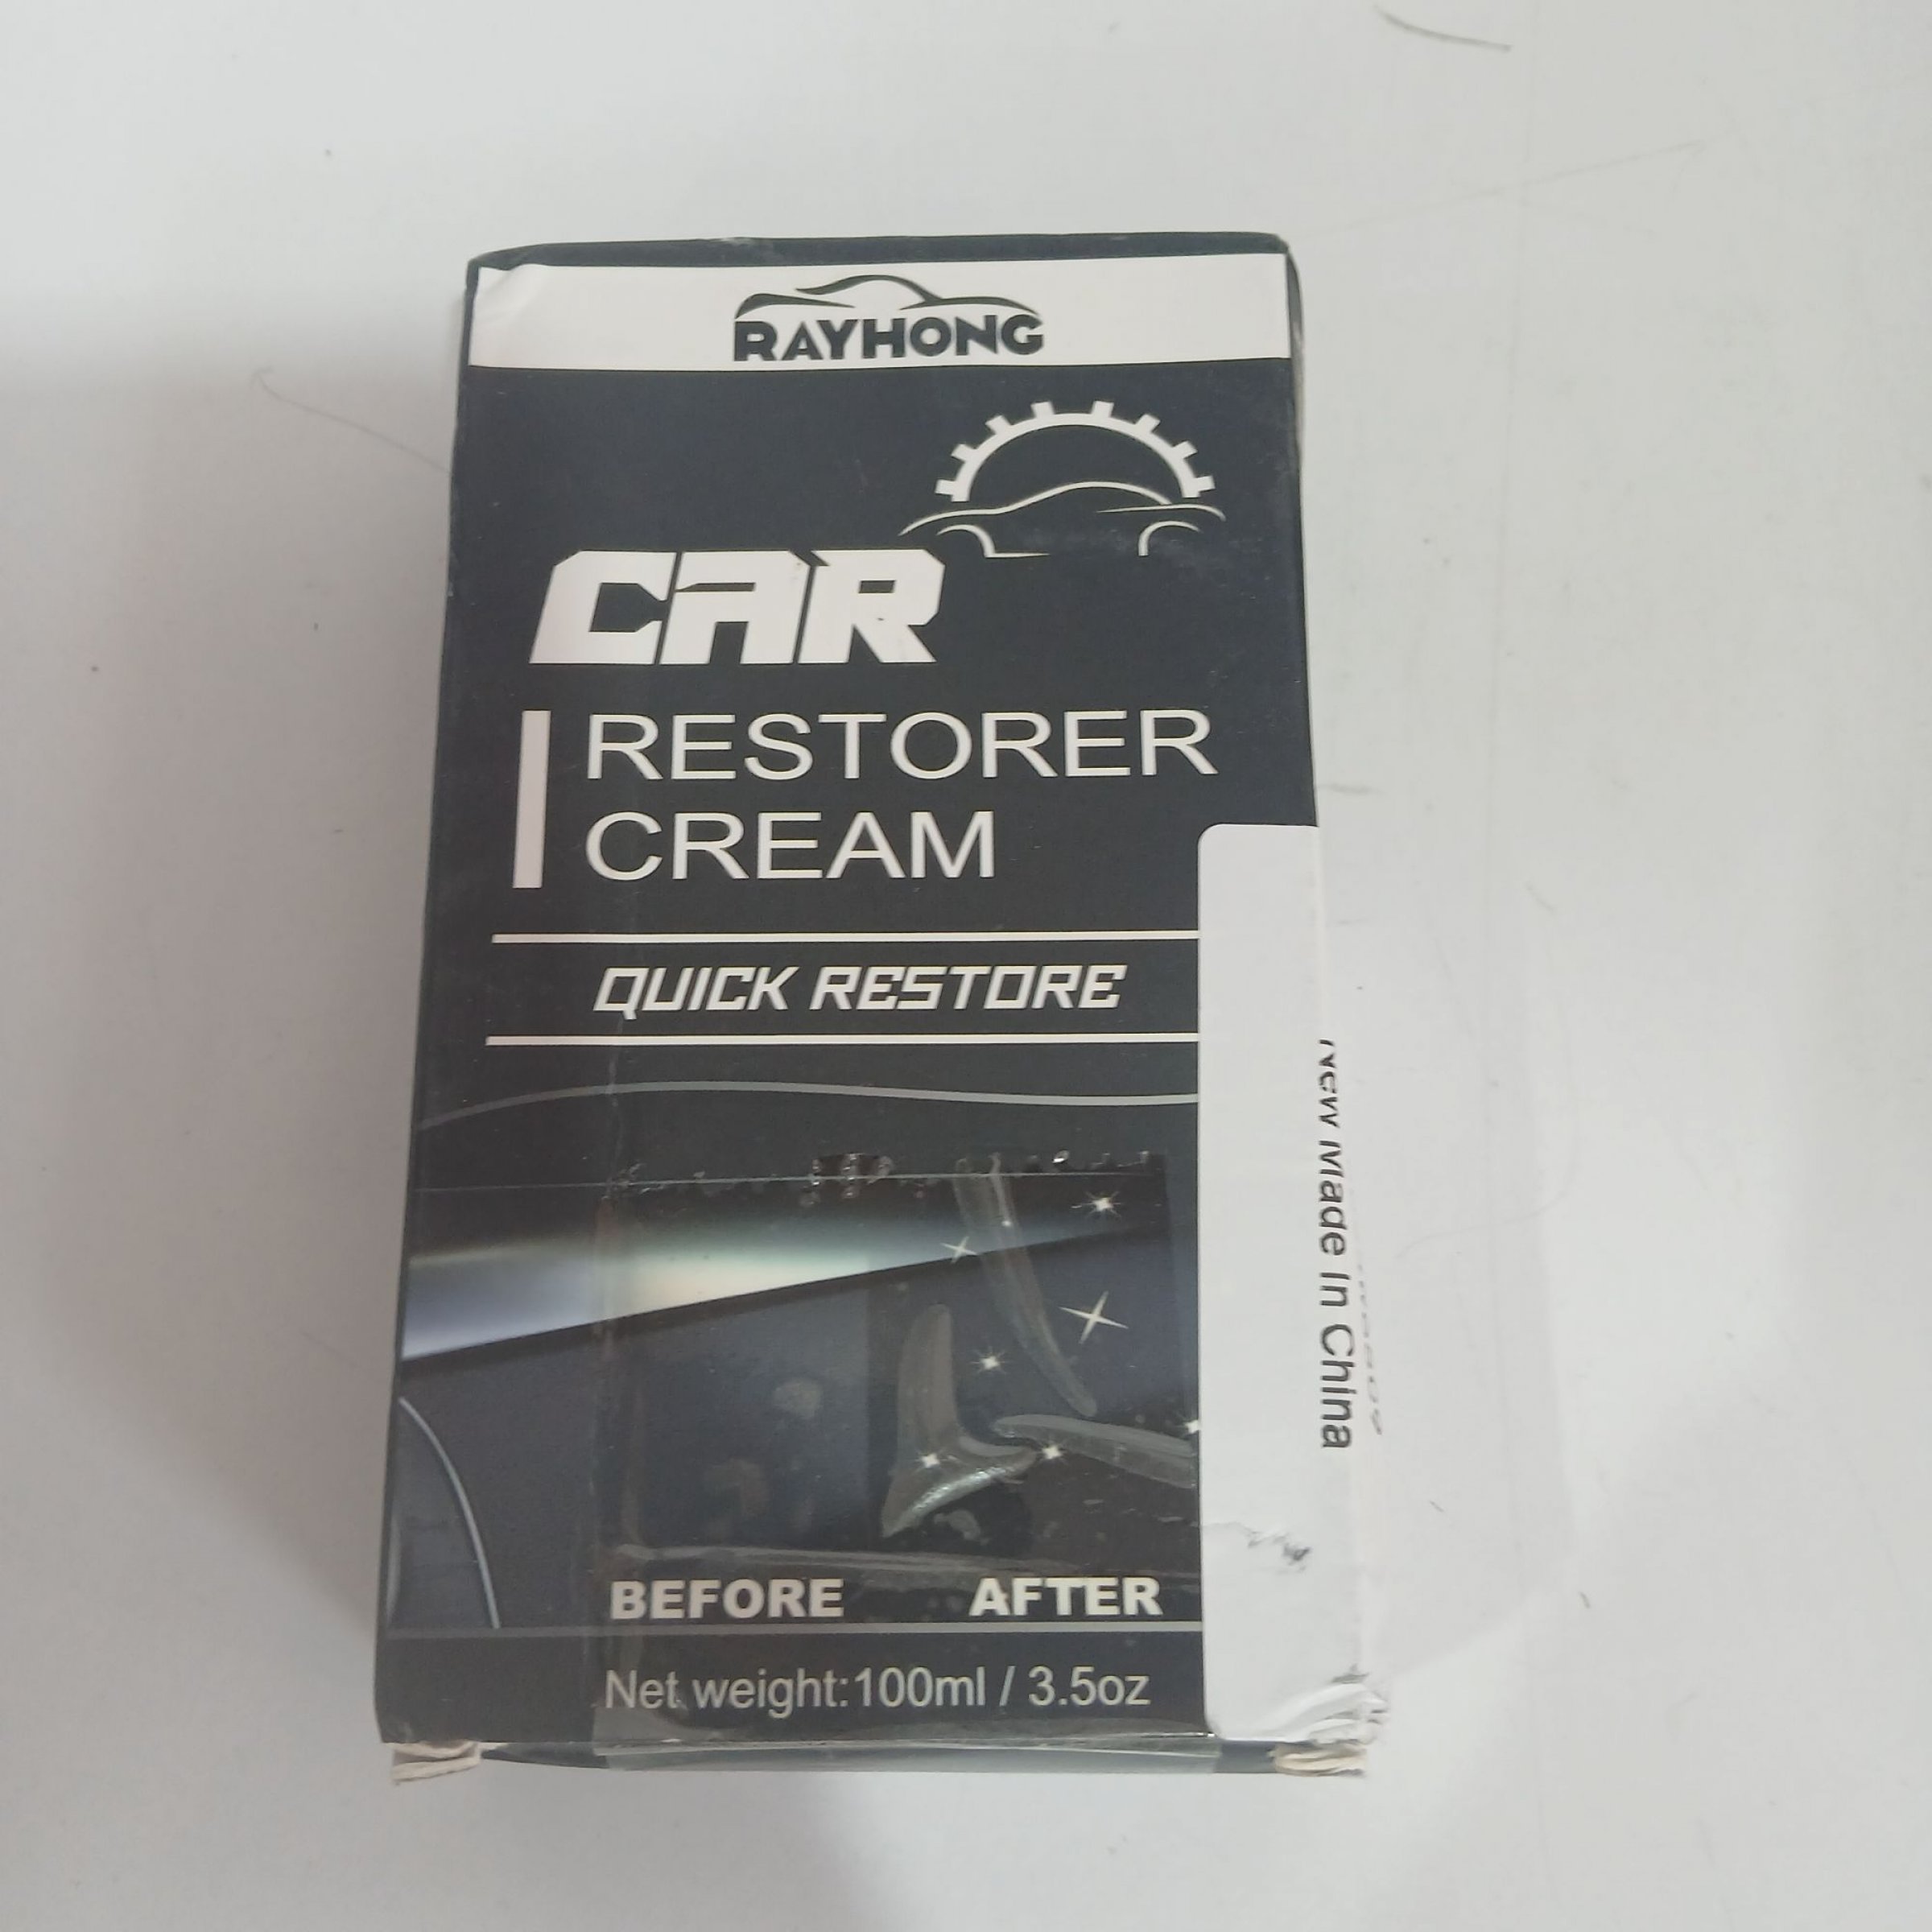 RAYHONG
CAR
RESTORER
CREAM
QUICK RESTORE
BEFORE AFTER
Net weight:100ml / 3.5oz
New Made in China